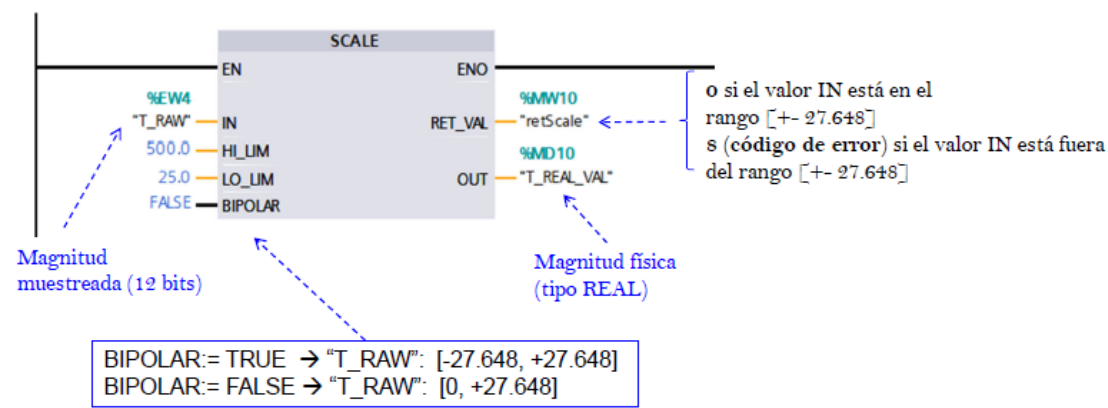 SCALE
EN
ENO
%EW4
"T_RAW"
IN
500.0
HI_LIM
25.0
LO_LIM
FALSE
BIPOLAR
%MW10
RET_VAL
"retScale"
%MD10
OUT
"T_REAL_VAL"
0 si el valor IN está en el
rango [+- 27.648]
8 (código de error) si el valor IN está fuera
del rango [+- 27.648]
Magnitud
muestreada (12 bits)
Magnitud física
(tipo REAL)
BIPOLAR:= TRUE → “T_RAW”: [-27.648, +27.648]
BIPOLAR:= FALSE → “T_RAW”: [0, +27.648]